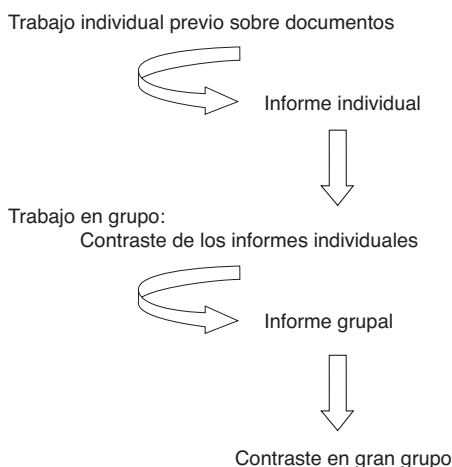 Trabajo individual previo sobre documentos
Informe individual
Trabajo en grupo:
Contraste de los informes individuales
Informe grupal
Contraste en gran grupo